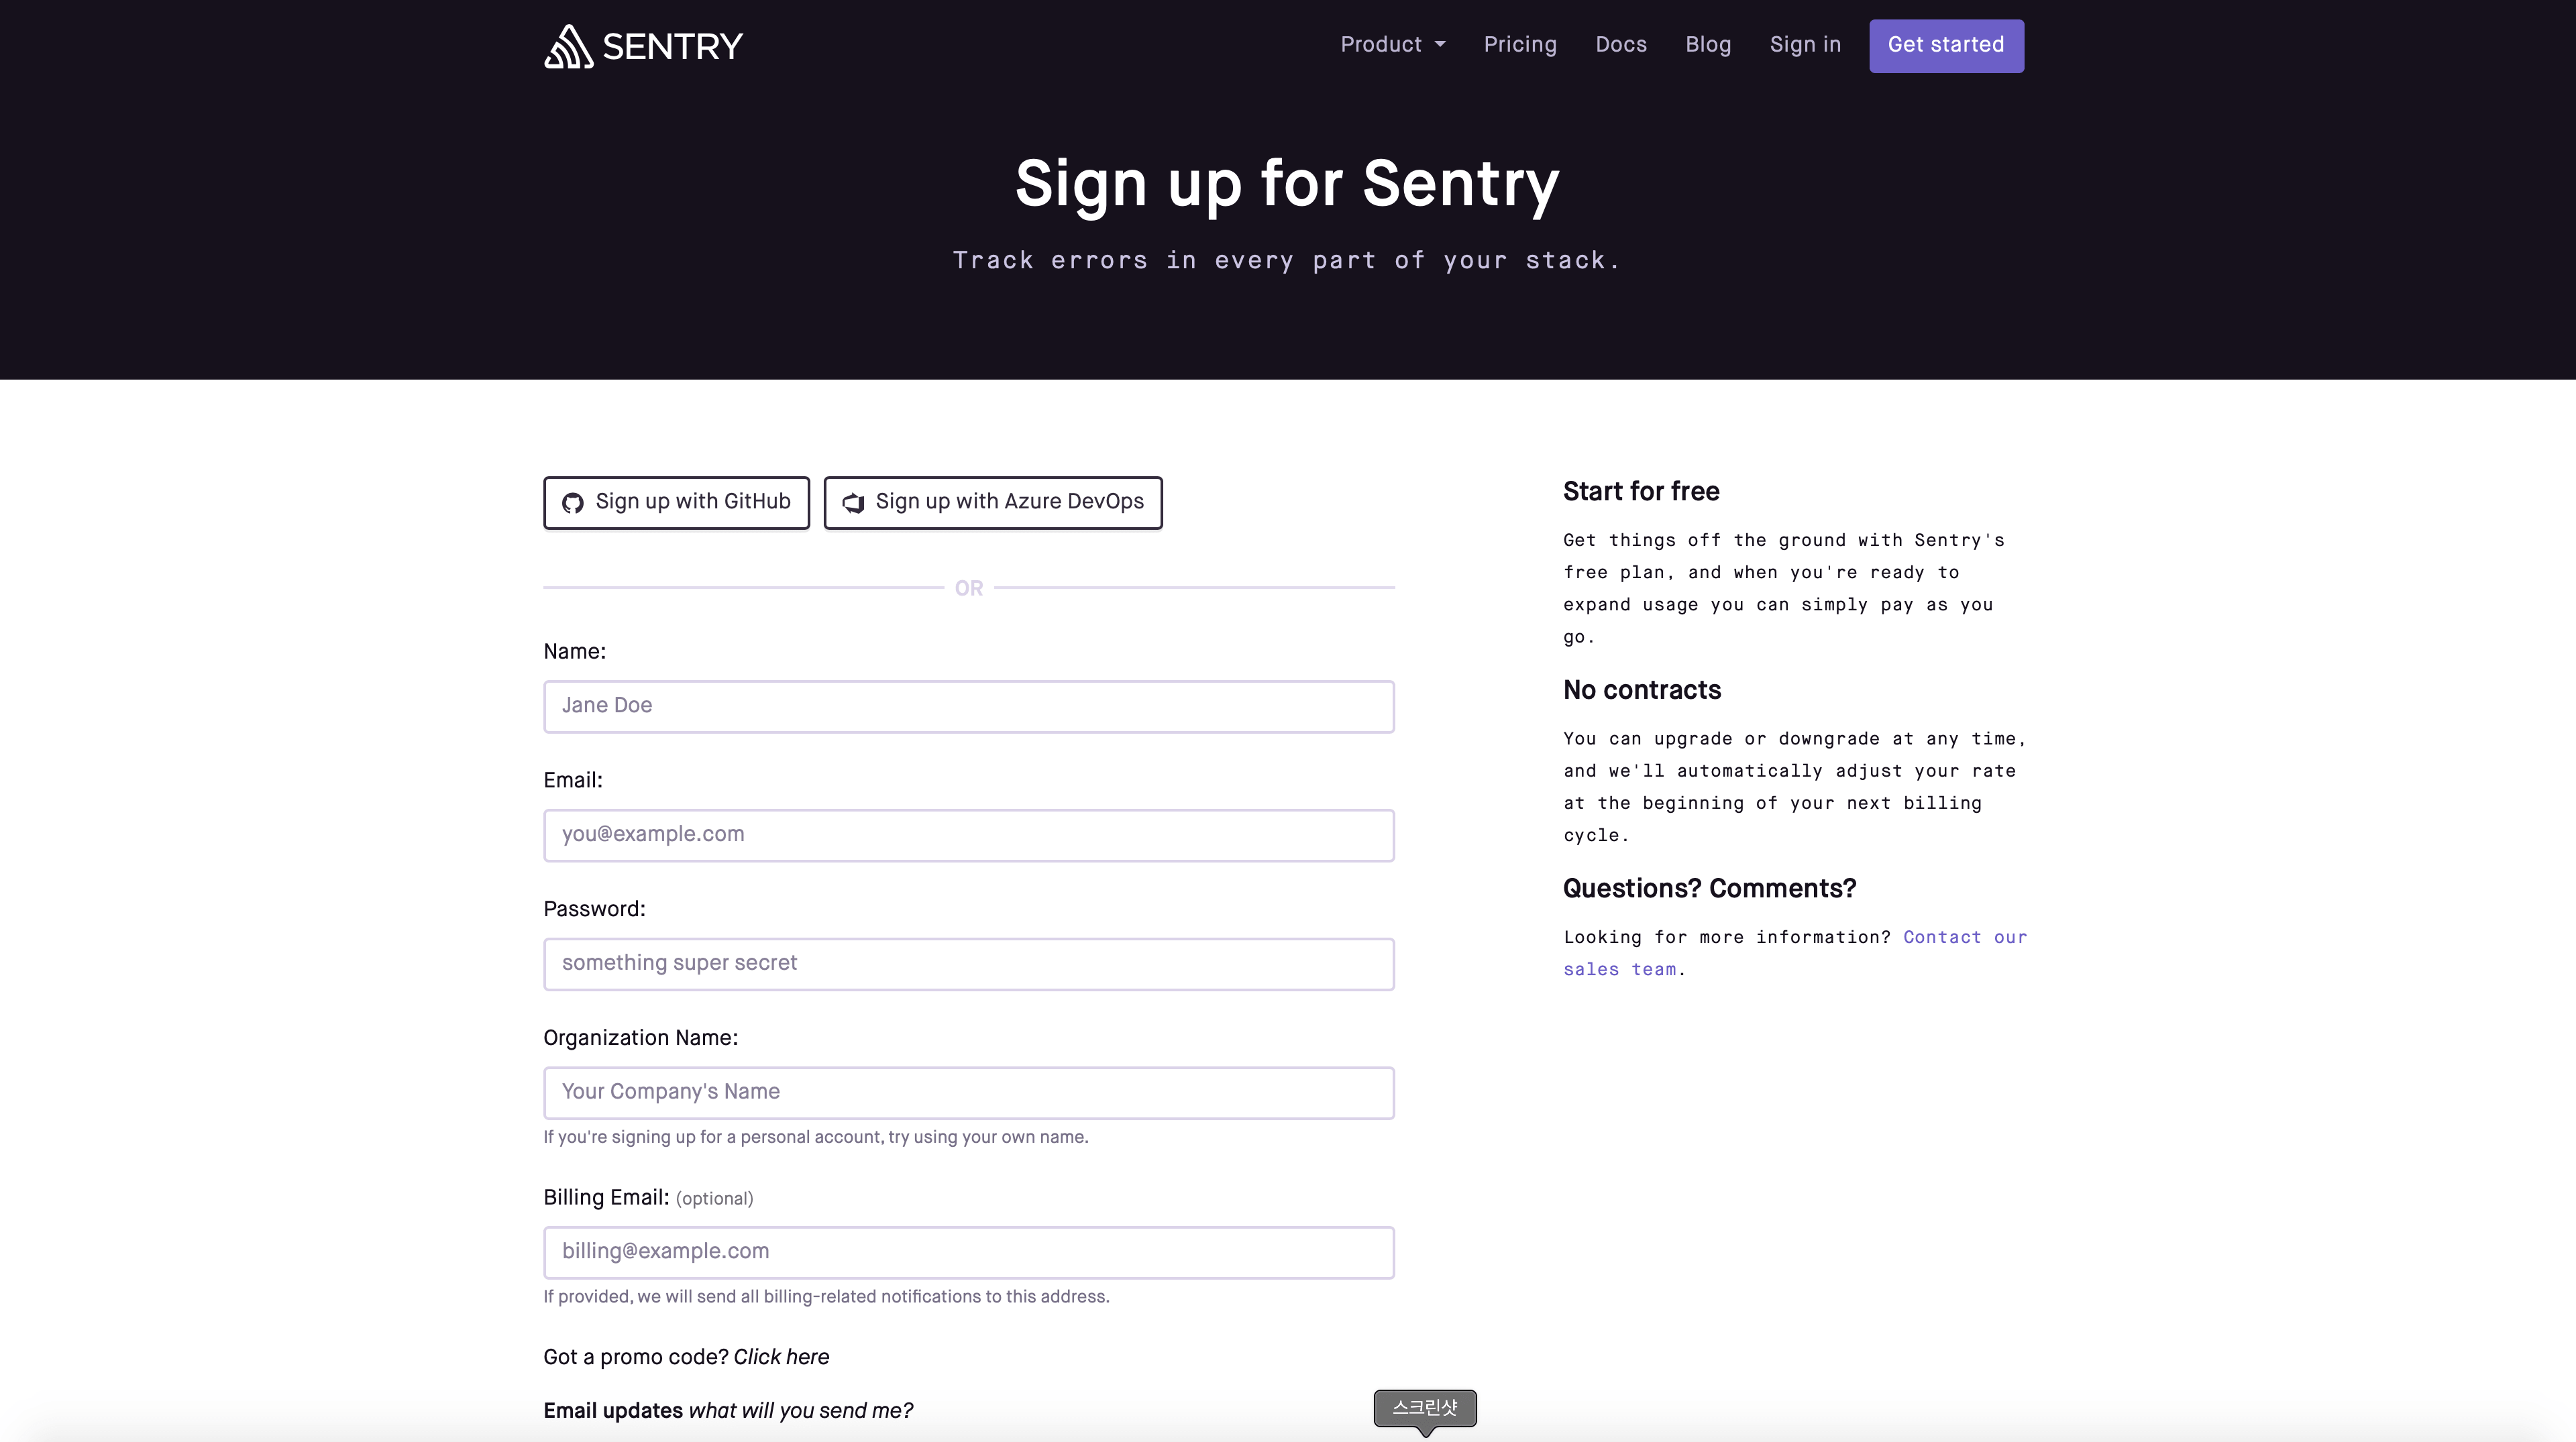 SENTRY
Product
Pricing
Docs
Blog
Sign in
Get started
Sign up for Sentry
Track errors in every part of your stack.
Sign up with GitHub
Sign up with Azure DevOps
OR
Name:
Jane Doe
Email:
you@example.com
Password:
something super secret
Organization Name:
Your Company's Name
If you're signing up for a personal account, try using your own name.
Billing Email: (optional)
billing@example.com
If provided, we will send all billing-related notifications to this address.
Got a promo code? Click here
Email updates what will you send me?
Start for free
Get things off the ground with Sentry's
free plan, and when you're ready to
expand usage you can simply pay as you
go.
No contracts
You can upgrade or downgrade at any time,
and we'll automatically adjust your rate
at the beginning of your next billing
cycle.
Questions? Comments?
Looking for more information? Contact our
sales team.
스크린샷